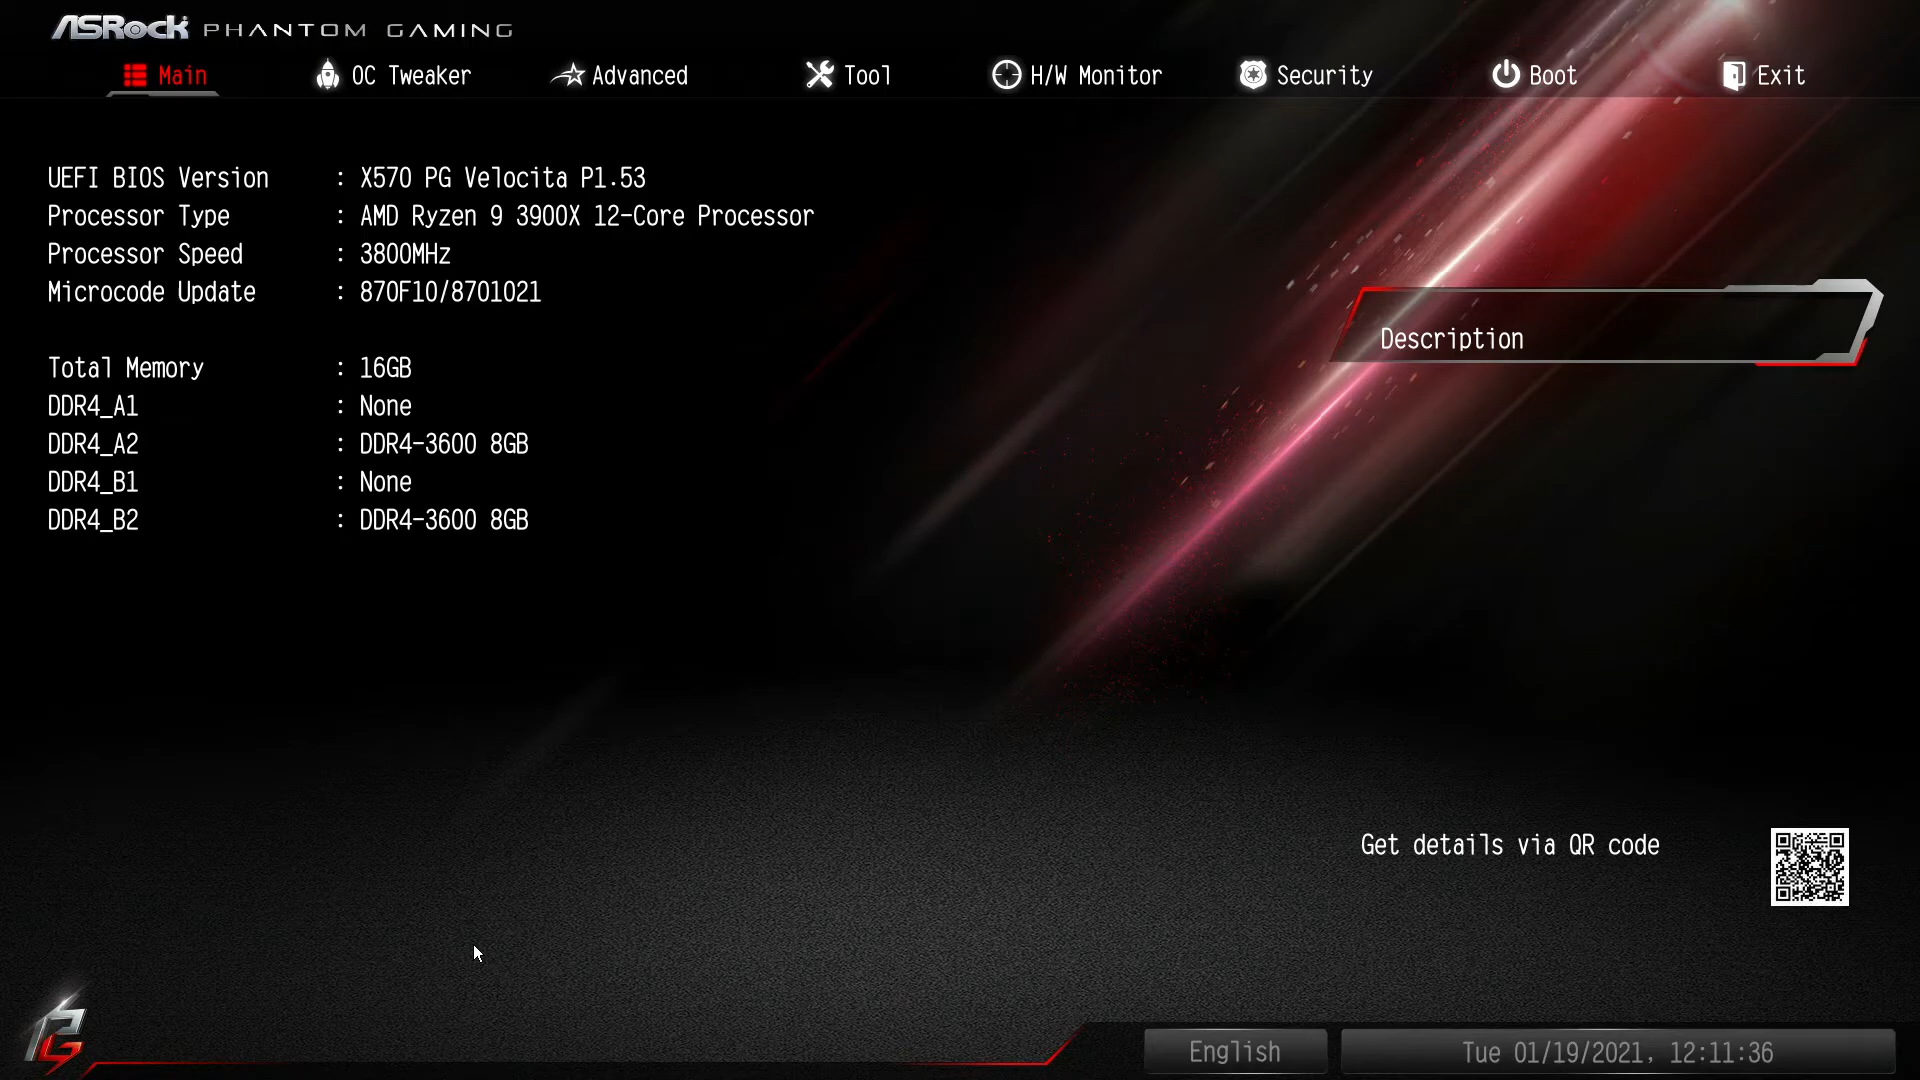 ASRock PHANTOM GAMING
Main OC Tweaker Advanced Tool H/W Monitor Security Boot Exit
UEFI BIOS Version : X570 PG Velocita P1.53
Processor Type : AMD Ryzen 9 3900X 12-Core Processor
Processor Speed : 3800MHz
Microcode Update : 870F10/8701021
Total Memory : 16GB
DDR4_A1 : None
DDR4_A2 : DDR4-3600 8GB
DDR4_B1 : None
DDR4_B2 : DDR4-3600 8GB
Description
Get details via QR code
English
Tue 01/19/2021, 12:11:36